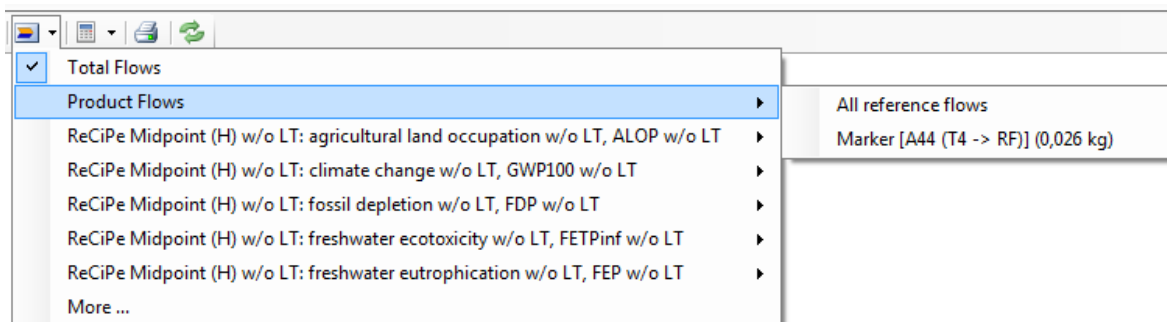 Total Flows
Product Flows
All reference flows
ReCiPe Midpoint (H) w/o LT: agricultural land occupation w/o LT, ALOP w/o LT
Marker [A44 (T4 -> RF)] (0,026 kg)
ReCiPe Midpoint (H) w/o LT: climate change w/o LT, GWP100 w/o LT
ReCiPe Midpoint (H) w/o LT: fossil depletion w/o LT, FDP w/o LT
ReCiPe Midpoint (H) w/o LT: freshwater ecotoxicity w/o LT, FETPinf w/o LT
ReCiPe Midpoint (H) w/o LT: freshwater eutrophication w/o LT, FEP w/o LT
More ...